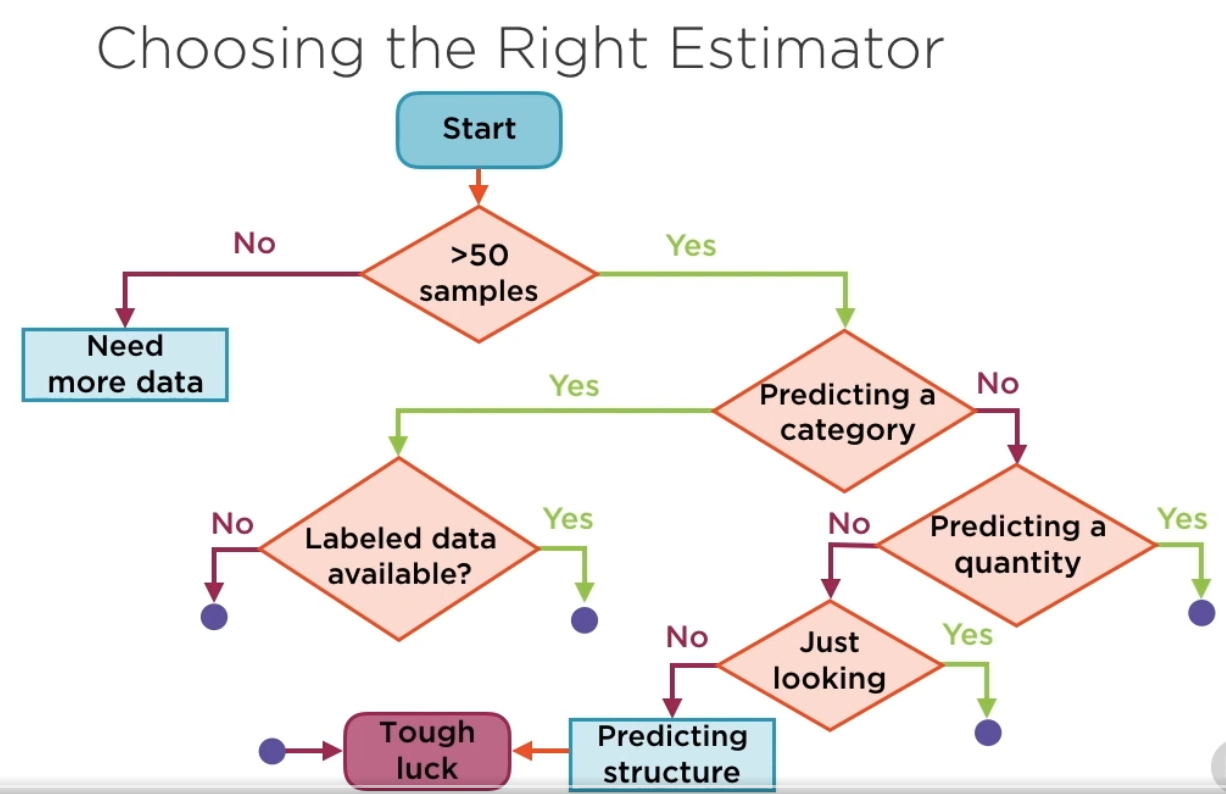 Choosing the Right Estimator
Start
No
>50
samples
Yes
Need
more data
Yes
Predicting a
category
No
No
Labeled data
available?
Yes
No
Predicting a
quantity
Yes
No
Just
looking
Yes
Tough
luck
Predicting
structure